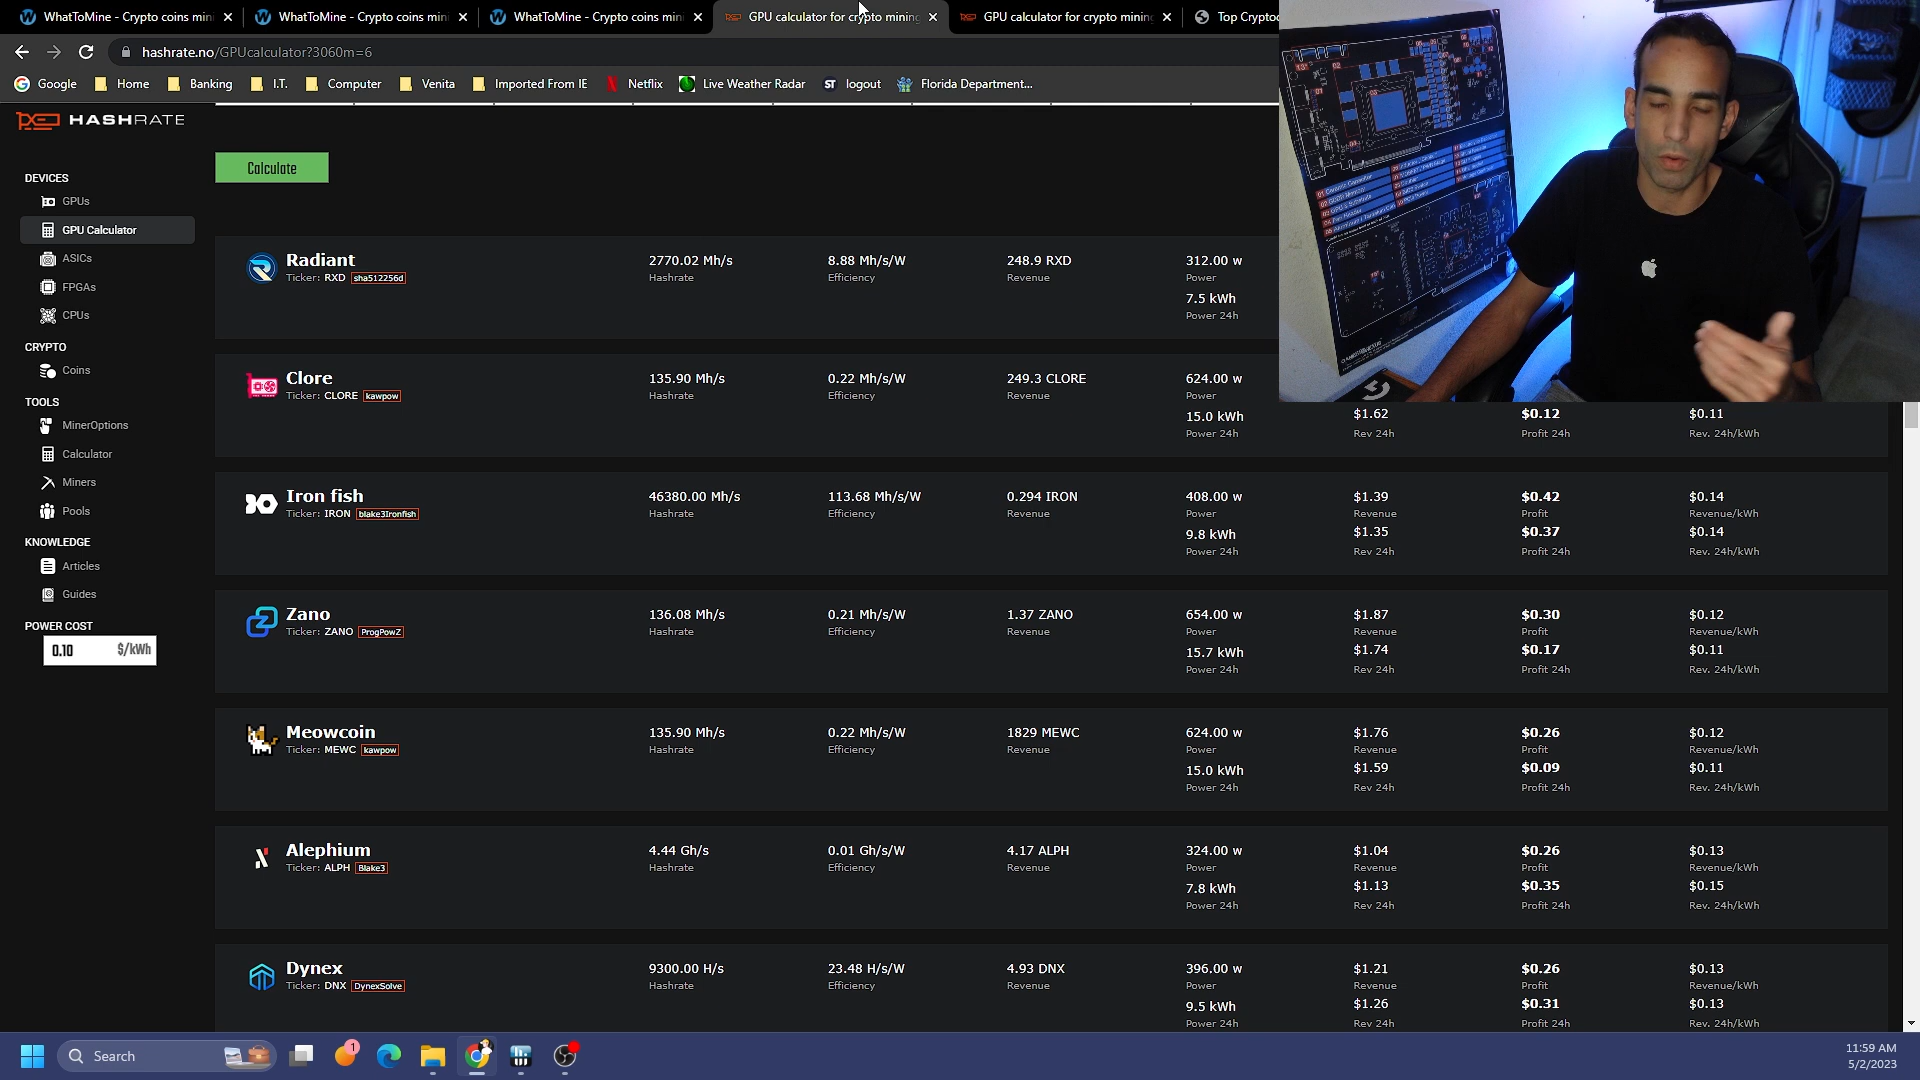 WhatToMine - Crypto coins mini
WhatToMine - Crypto coins mini
WhatToMine - Crypto coins mini
GPU calculator for crypto mining
GPU calculator for crypto mining
Top Cryptoc
hashrate.no/GPUcalculator?3060m=6
Google
Home
Banking
I.T.
Computer
Venita
Imported From IE
Netflix
Live Weather Radar
ST logout
Florida Department...
HASHRATE
DEVICES
GPUs
GPU Calculator
ASICs
FPGAs
CPUs
CRYPTO
Coins
TOOLS
MinerOptions
Calculator
Miners
Pools
KNOWLEDGE
Articles
Guides
POWER COST
0.10 $/kWh
Calculate
Radiant 2770.02 Mh/s 8.88 Mh/s/W 248.9 RXD 312.00 w
Ticker: RXD sha512256d Hashrate Efficiency Revenue Power
7.5 kWh
Power 24h
Clore 135.90 Mh/s 0.22 Mh/s/W 249.3 CLORE 624.00 w
Ticker: CLORE kawpow Hashrate Efficiency Revenue Power
15.0 kWh $1.62 $0.12 $0.11
Power 24h Rev 24h Profit 24h Rev. 24h/kWh
Iron fish 46380.00 Mh/s 113.68 Mh/s/W 0.294 IRON 408.00 w $1.39 $0.42 $0.14
Ticker: IRON blake3Ironfish Hashrate Efficiency Revenue Power Revenue Profit Revenue/kWh
9.8 kWh $1.35 $0.37 $0.14
Power 24h Rev 24h Profit 24h Rev. 24h/kWh
Zano 136.08 Mh/s 0.21 Mh/s/W 1.37 ZANO 654.00 w $1.87 $0.30 $0.12
Ticker: ZANO ProgPowZ Hashrate Efficiency Revenue Power Revenue Profit Revenue/kWh
15.7 kWh $1.74 $0.17 $0.11
Power 24h Rev 24h Profit 24h Rev. 24h/kWh
Meowcoin 135.90 Mh/s 0.22 Mh/s/W 1829 MEWC 624.00 w $1.76 $0.26 $0.12
Ticker: MEWC kawpow Hashrate Efficiency Revenue Power Revenue Profit Revenue/kWh
15.0 kWh $1.59 $0.09 $0.11
Power 24h Rev 24h Profit 24h Rev. 24h/kWh
Alephium 4.44 Gh/s 0.01 Gh/s/W 4.17 ALPH 324.00 w $1.04 $0.26 $0.13
Ticker: ALPH Blake3 Hashrate Efficiency Revenue Power Revenue Profit Revenue/kWh
7.8 kWh $1.13 $0.35 $0.15
Power 24h Rev 24h Profit 24h Rev. 24h/kWh
Dynex 9300.00 H/s 23.48 H/s/W 4.93 DNX 396.00 w $1.21 $0.26 $0.13
Ticker: DNX DynexSolve Hashrate Efficiency Revenue Power Revenue Profit Revenue/kWh
9.5 kWh $1.26 $0.31 $0.13
Power 24h Rev 24h Profit 24h Rev. 24h/kWh
Search
1
11:59 AM
5/2/2023